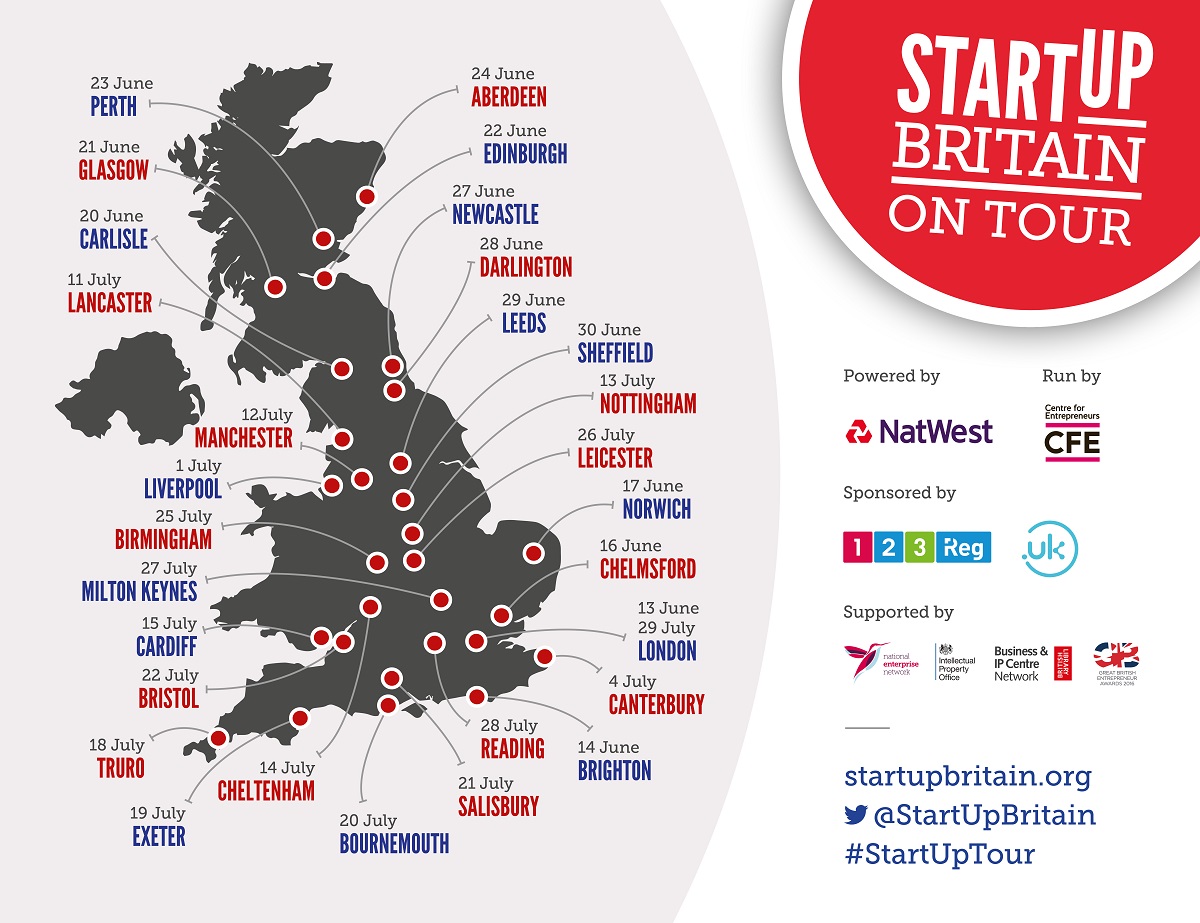 STARTUP
BRITAIN
ON TOUR
23 June
PERTH
21 June
GLASGOW
20 June
CARLISLE
11 July
LANCASTER
12July
MANCHESTER
1 July
LIVERPOOL
25 July
BIRMINGHAM
27 July
MILTON KEYNES
15 July
CARDIFF
22 July
BRISTOL
18 July
TRURO
19 July
EXETER
14 July
CHELTENHAM
20 July
BOURNEMOUTH
24 June
ABERDEEN
22 June
EDINBURGH
27 June
NEWCASTLE
28 June
DARLINGTON
29 June
LEEDS
30 June
SHEFFIELD
13 July
NOTTINGHAM
26 July
LEICESTER
17 June
NORWICH
16 June
CHELMSFORD
13 June
29 July
LONDON
4 July
CANTERBURY
14 June
BRIGHTON
28 July
READING
21 July
SALISBURY
Powered by
NatWest
Run by
Centre for
Entrepreneurs
CFE
Sponsored by
1 2 3 Reg
.uk
Supported by
national
enterprise
network
Intellectual
Property
Office
Business &
IP Centre
Network
BRITISH
LIBRARY
GREAT BRITISH
ENTREPRENEUR
AWARDS 2016
startupbritain.org
@StartUpBritain
#StartUpTour